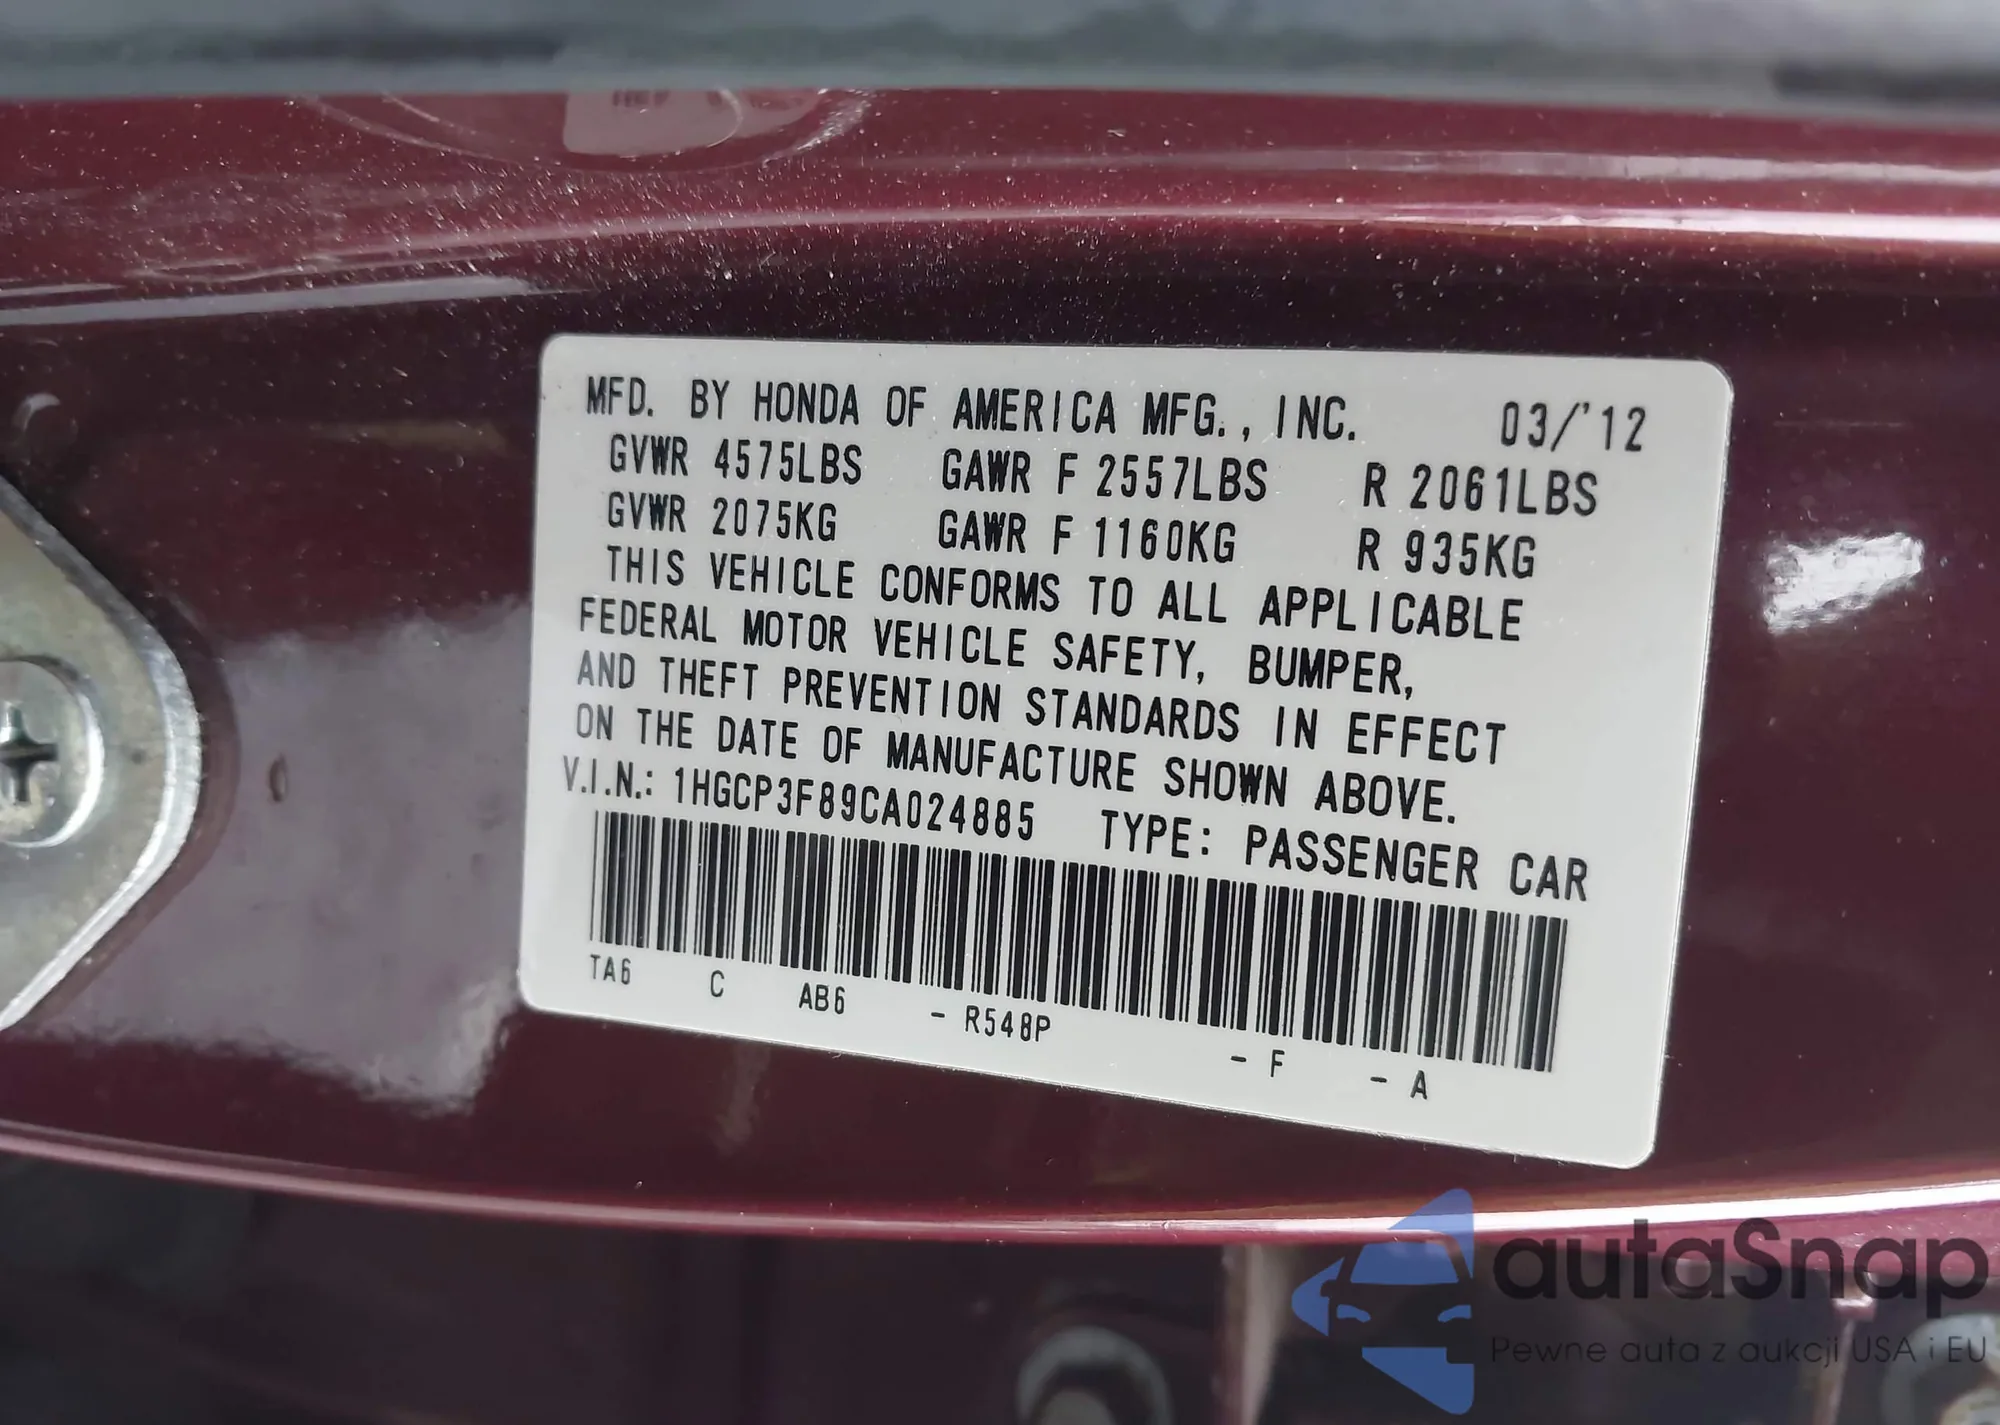 MFD. BY HONDA OF AMERICA MFG., INC. 03/'12
GVWR 4575LBS GAWR F 2557LBS R 2061LBS
GVWR 2075KG GAWR F 1160KG R 935KG
THIS VEHICLE CONFORMS TO ALL APPLICABLE
FEDERAL MOTOR VEHICLE SAFETY, BUMPER,
AND THEFT PREVENTION STANDARDS IN EFFECT
ON THE DATE OF MANUFACTURE SHOWN ABOVE.
V.I.N.: 1HGCP3F89CA024885 TYPE: PASSENGER CAR
TA6 C AB6 - R548P - F - A
autaSnap
Pewne auta z aukcji USA i EU